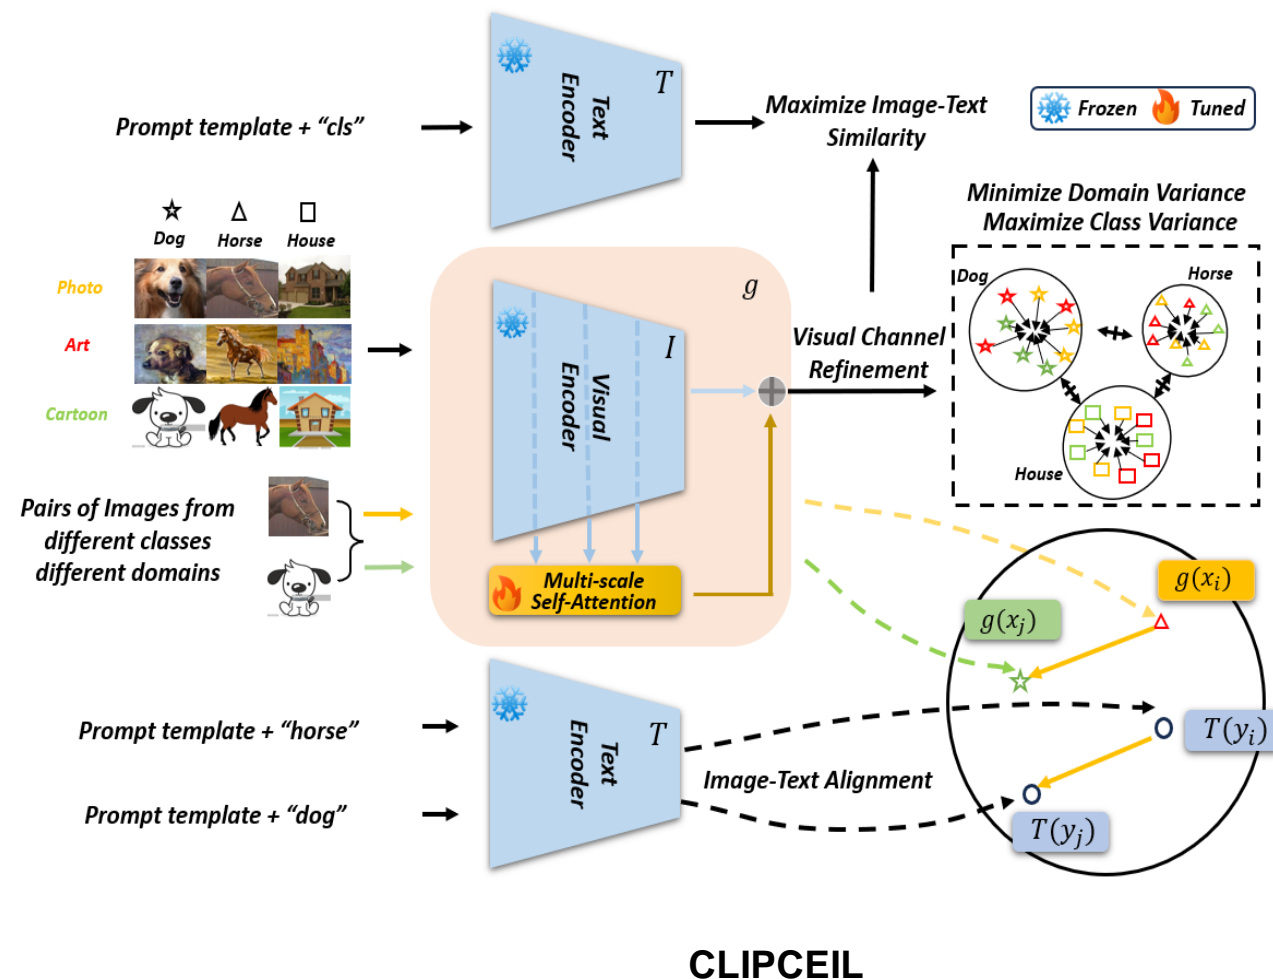 T
Text
Encoder
Prompt template + “cls”
Maximize Image-Text
Similarity
Frozen
Tuned
Dog
Horse
House
Photo
Art
Cartoon
g
I
Visual
Encoder
Multi-scale
Self-Attention
Visual Channel
Refinement
Minimize Domain Variance
Maximize Class Variance
Dog
Horse
House
Pairs of Images from
different classes
different domains
g(x_i)
g(x_j)
Prompt template + “horse”
Prompt template + “dog”
T
Text
Encoder
Image-Text Alignment
T(y_i)
T(y_j)
CLIPCEIL